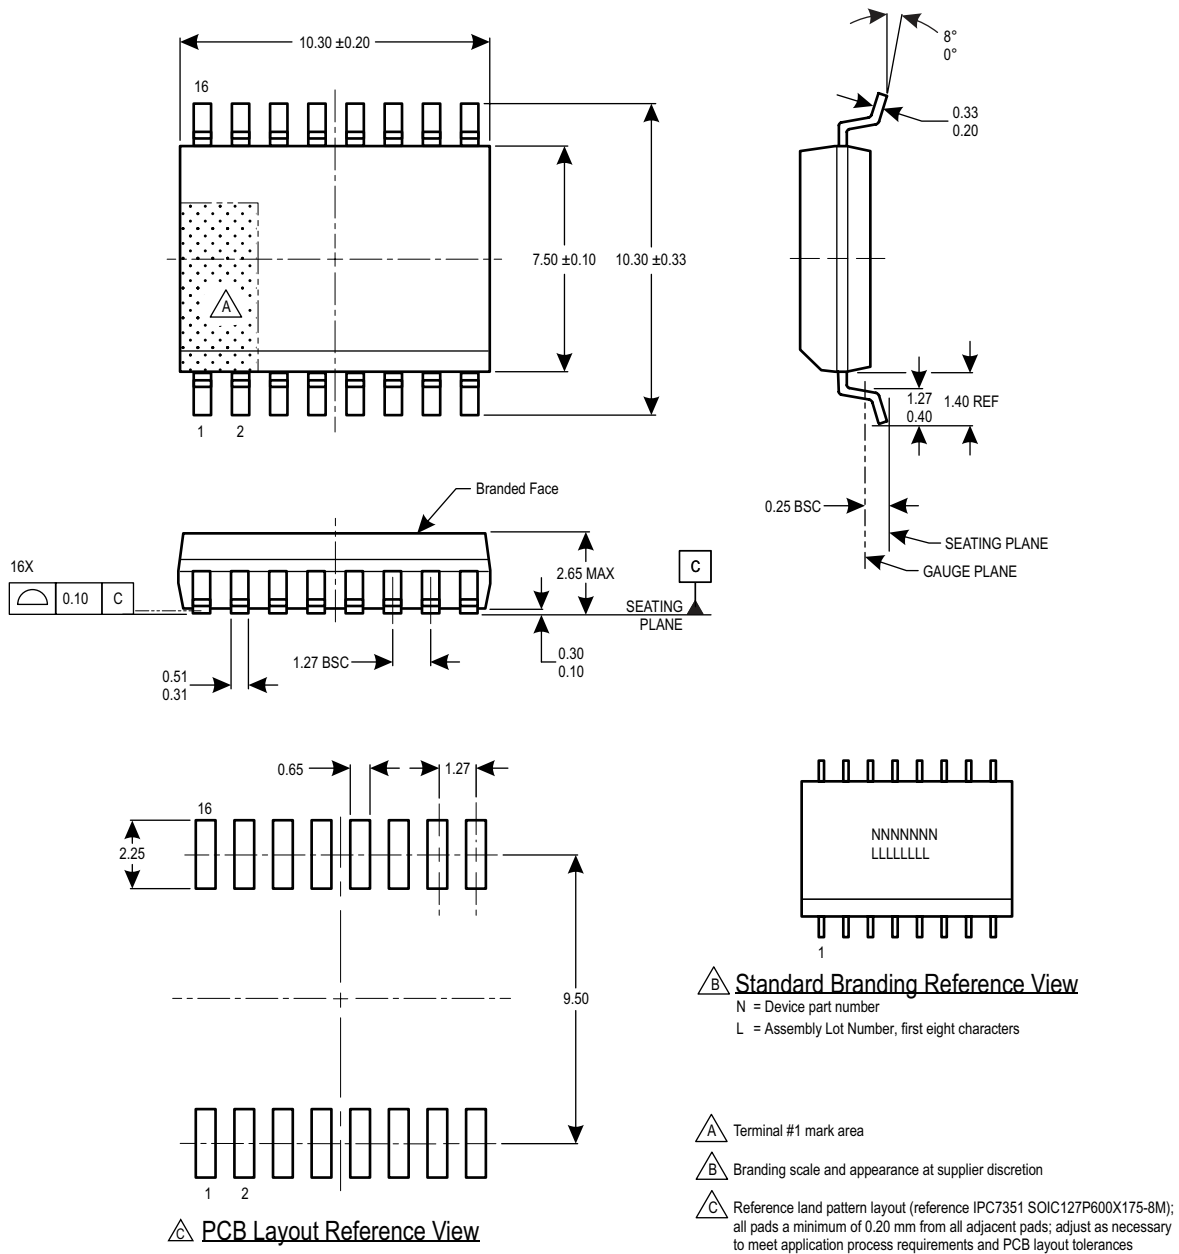 10.30 ±0.20
16
8°
0°
0.33
0.20
7.50 ±0.10
10.30 ±0.33
A
1
2
1.27
0.40
1.40 REF
0.25 BSC
SEATING PLANE
GAUGE PLANE
Branded Face
16X
0.10
C
2.65 MAX
C
SEATING
PLANE
0.30
0.10
1.27 BSC
0.51
0.31
0.65
1.27
16
2.25
9.50
1
2
C PCB Layout Reference View
NNNNNNN
LLLLLLLL
1
B Standard Branding Reference View
N = Device part number
L = Assembly Lot Number, first eight characters
A Terminal #1 mark area
B Branding scale and appearance at supplier discretion
C Reference land pattern layout (reference IPC7351 SOIC127P600X175-8M);
all pads a minimum of 0.20 mm from all adjacent pads; adjust as necessary
to meet application process requirements and PCB layout tolerances